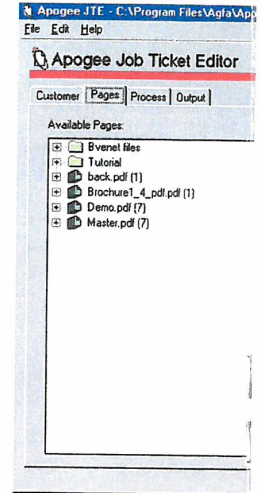 Apogee JTE - C:\Program Files\Agfa\App
File Edit Help
Apogee Job Ticket Editor
Customer Pages Process Output
Available Pages:
Bvenet files
Tutorial
back.pdf (1)
Brochure1_4_pdf.pdf (1)
Demo.pdf (7)
Master.pdf (7)